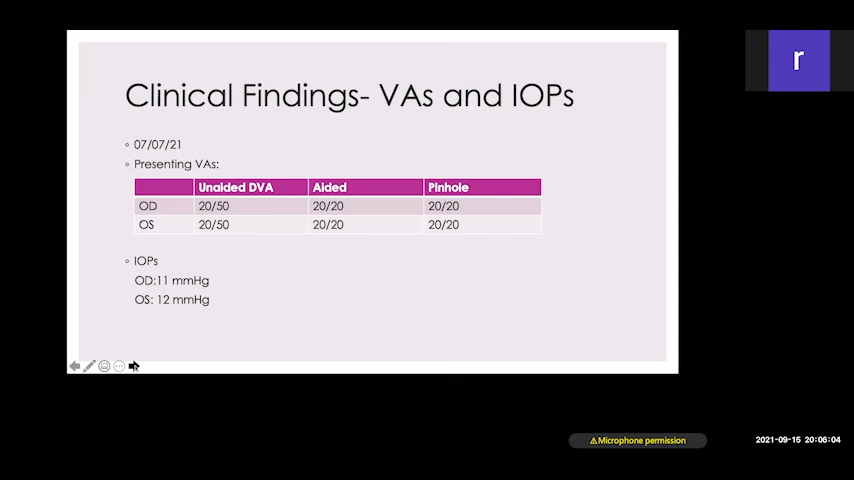 Clinical Findings- VAs and IOPs
07/07/21
Presenting VAs:
Unaided DVA Aided Pinhole
OD 20/50 20/20 20/20
OS 20/50 20/20 20/20
IOPs
OD:11 mmHg
OS: 12 mmHg
r
Microphone permission
2021-09-15 20:06:04